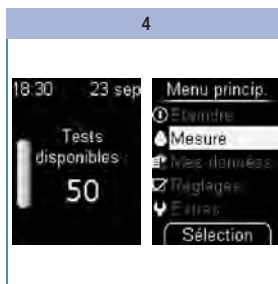 4
18:30 23 sep
Tests
disponibles
50
Menu princip.
Eteindre
Mesure
Mes données
Réglages
Extras
Sélection